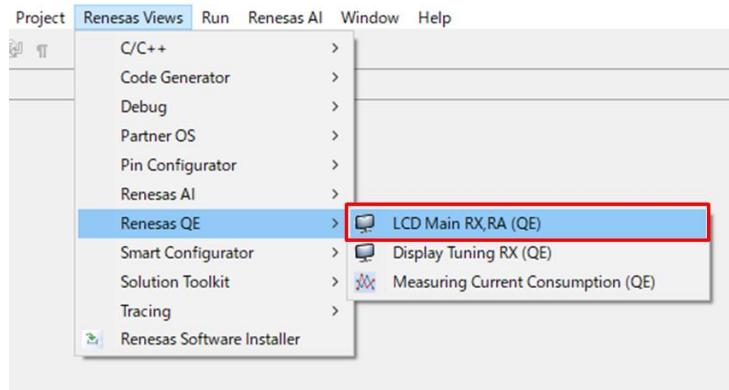 Project Renesas Views Run Renesas AI Window Help
C/C++
Code Generator
Debug
Partner OS
Pin Configurator
Renesas AI
Renesas QE
LCD Main RX,RA (QE)
Smart Configurator
Display Tuning RX (QE)
Solution Toolkit
Measuring Current Consumption (QE)
Tracing
Renesas Software Installer